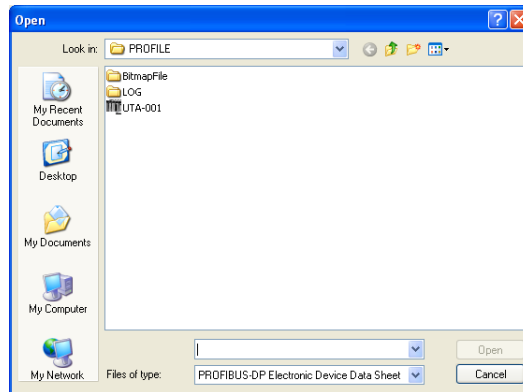 Open
Look in: PROFILE
BitmapFile
LOG
UTA-001
My Recent
Documents
Desktop
My Documents
My Computer
My Network
Open
Files of type: PROFIBUS-DP Electronic Device Data Sheet
Cancel